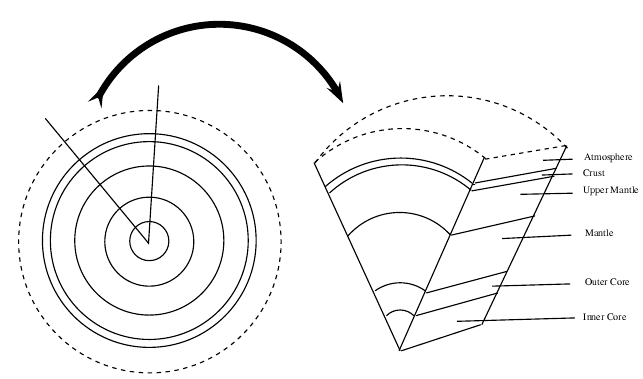 Atmosphere
Crust
Upper Mantle
Mantle
Outer Core
Inner Core